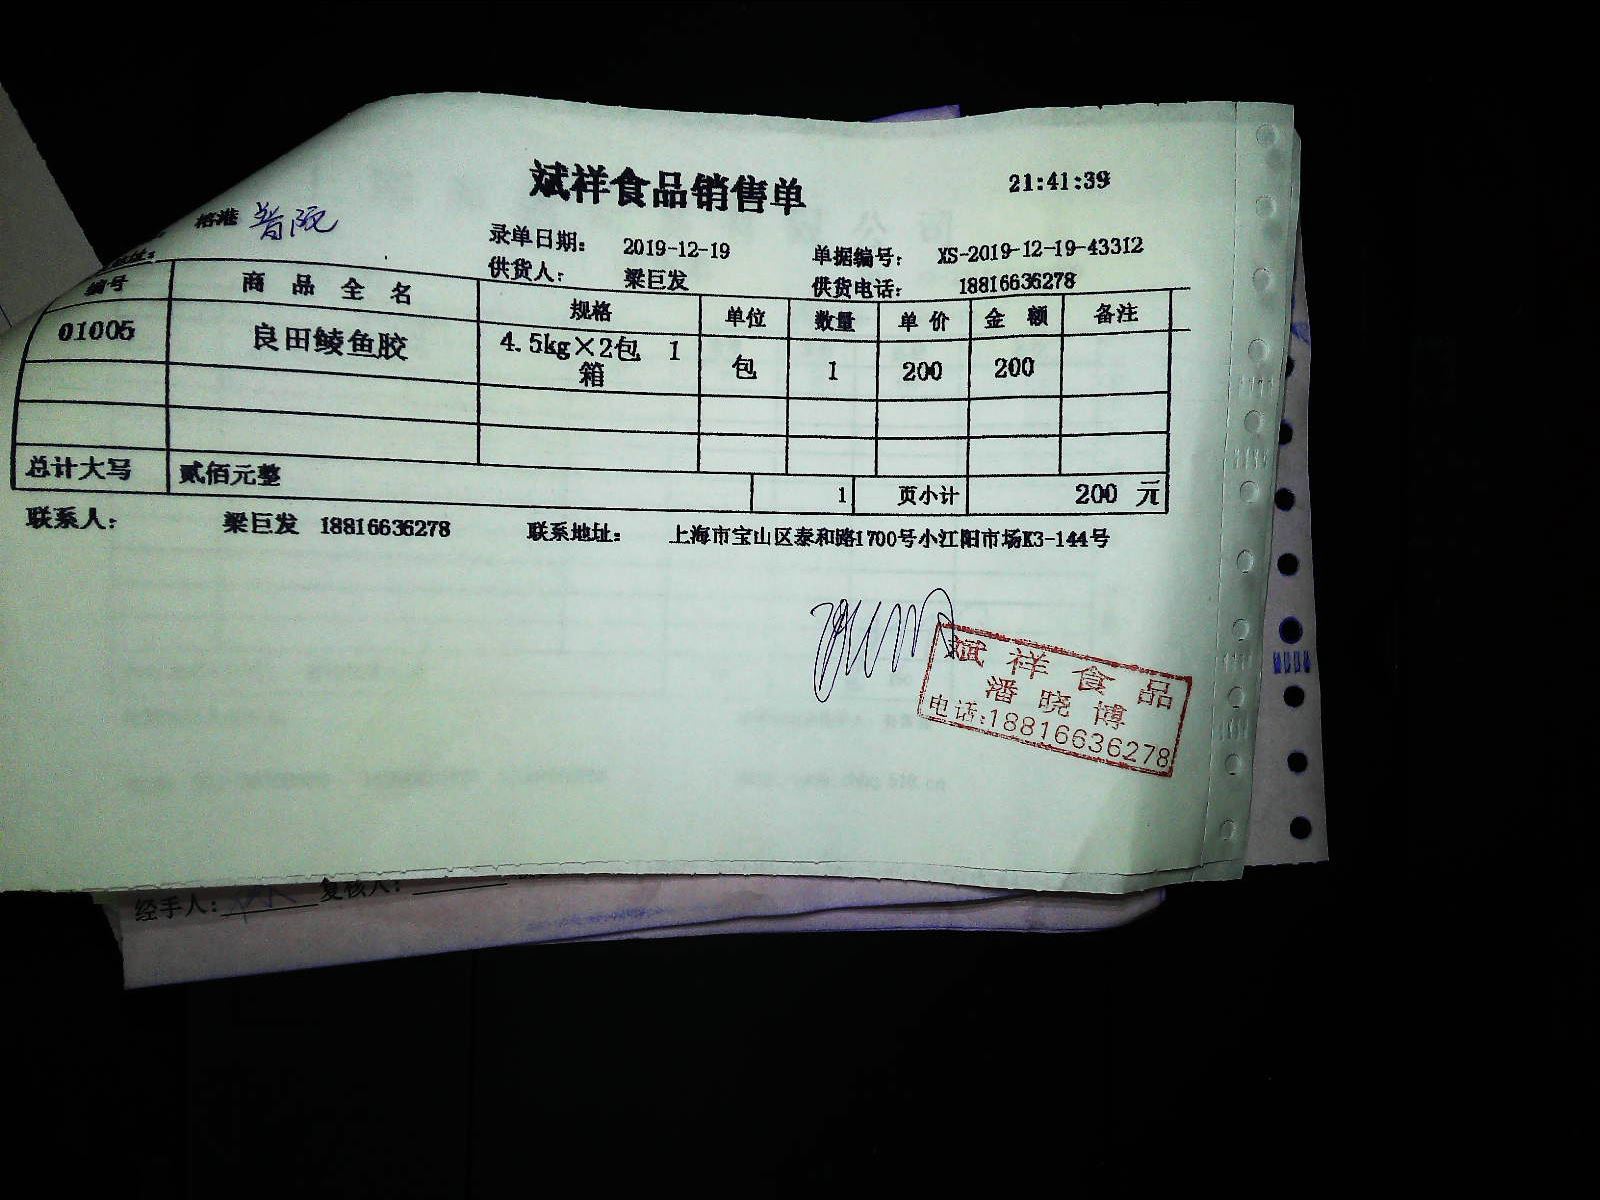 斌祥食品销售单
21:41:39
格港 普陀
录单日期: 2019-12-19 单据编号: XS-2019-12-19-43312
供货人: 梁巨发 供货电话: 18816636278
编号 商品全名 规格 单位 数量 单价 金额 备注
01005 良田鲮鱼胶 4.5kg×2包 1箱 包 1 200 200
总计大写 贰佰元整 1 页小计 200 元
联系人: 梁巨发 18816636278 联系地址: 上海市宝山区泰和路1700号小江阳市场K3-144号
斌祥食品
潘晓博
电话:18816636278
经手人: 复核人: